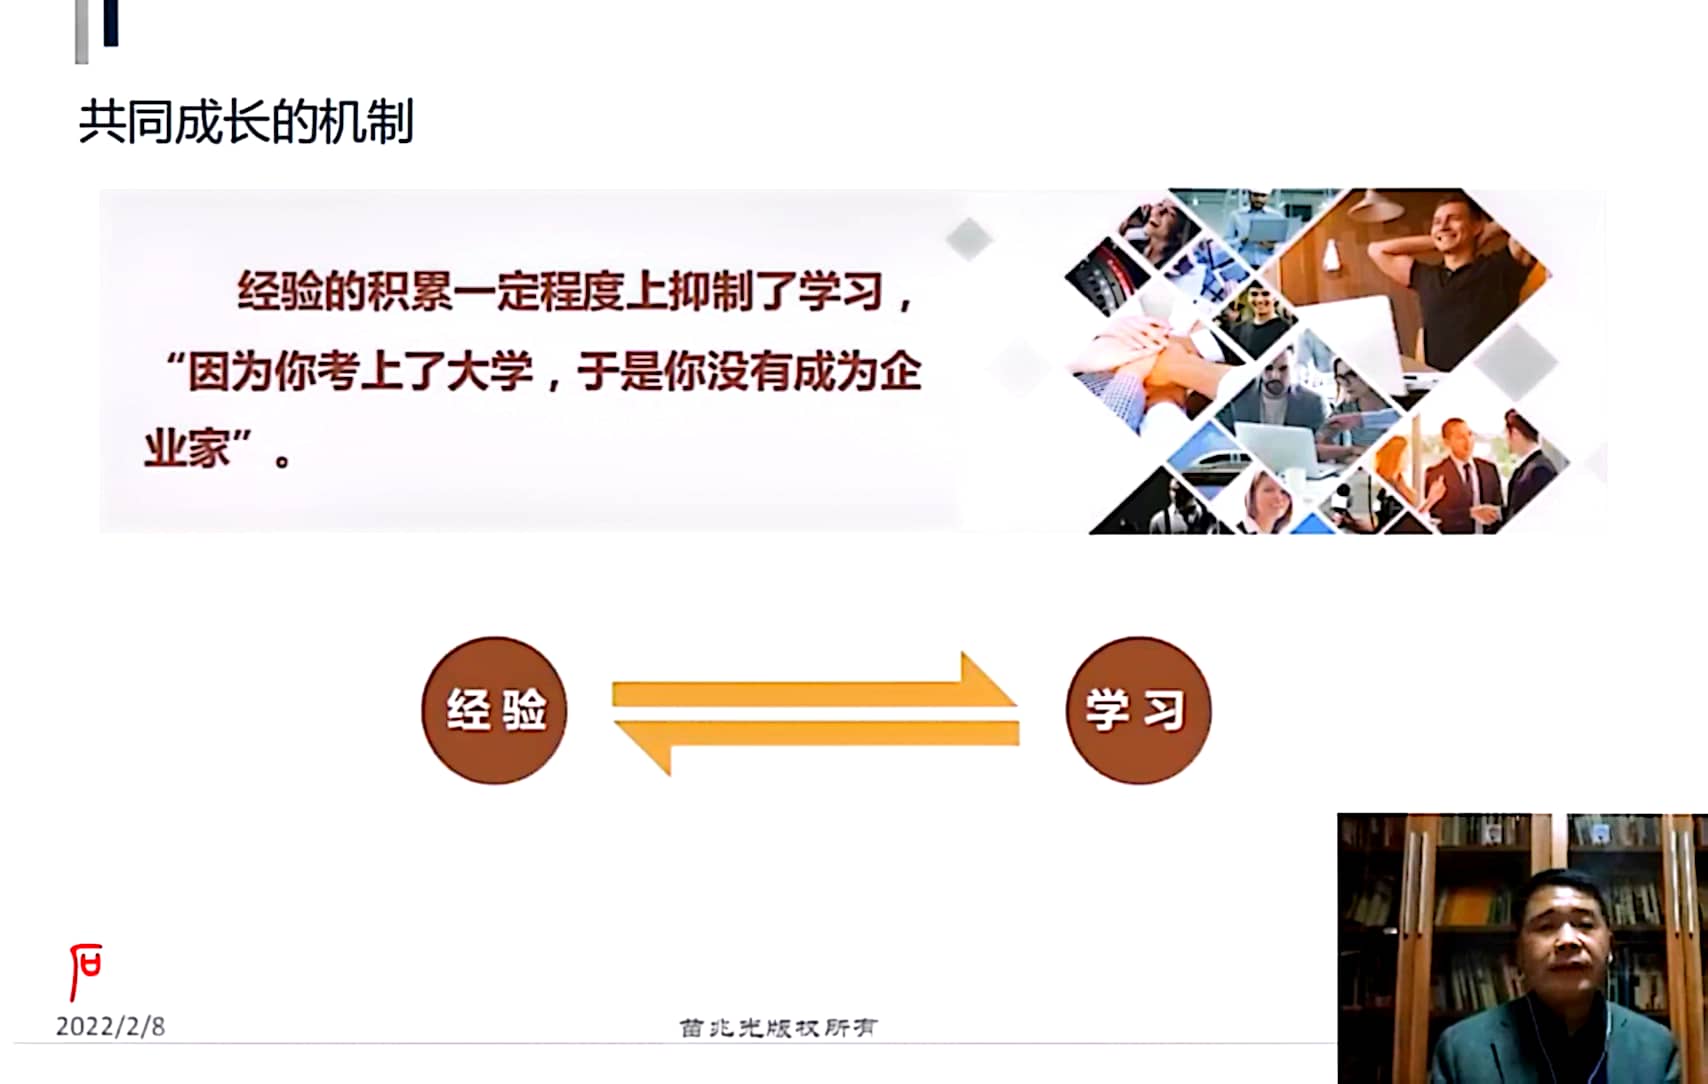 共同成长的机制
经验的积累一定程度上抑制了学习，
“因为你考上了大学，于是你没有成为企
业家”。
经验
学习
2022/2/8
苗兆光版权所有